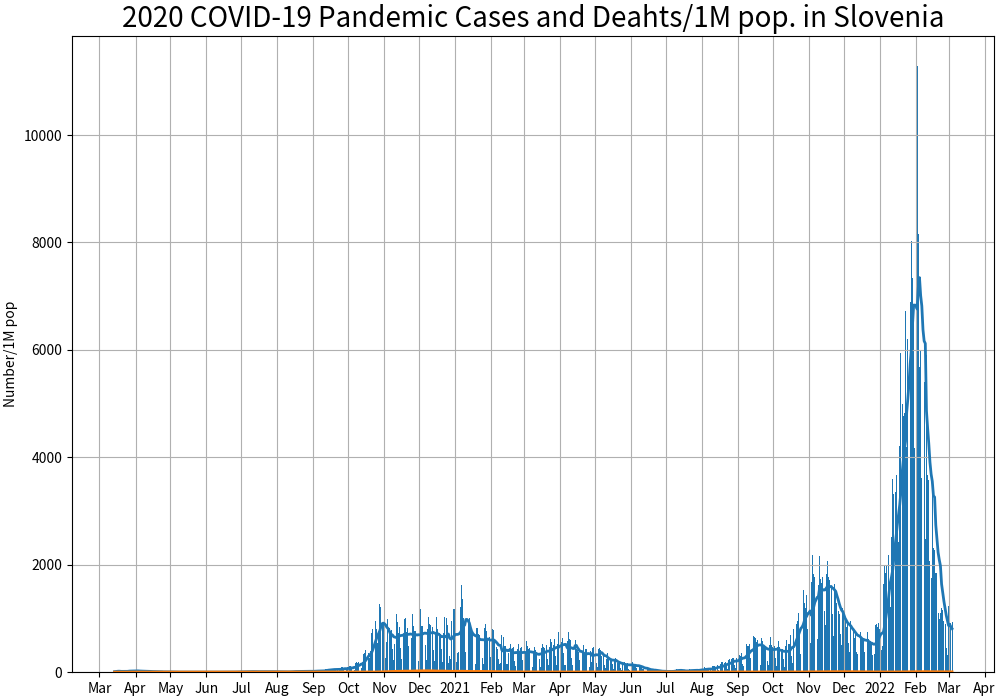 2020 COVID-19 Pandemic Cases and Deahts/1M pop. in Slovenia
Number/1M pop
10000
8000
6000
4000
2000
0
Mar Apr May Jun Jul Aug Sep Oct Nov Dec 2021 Feb Mar Apr May Jun Jul Aug Sep Oct Nov Dec 2022 Feb Mar Apr